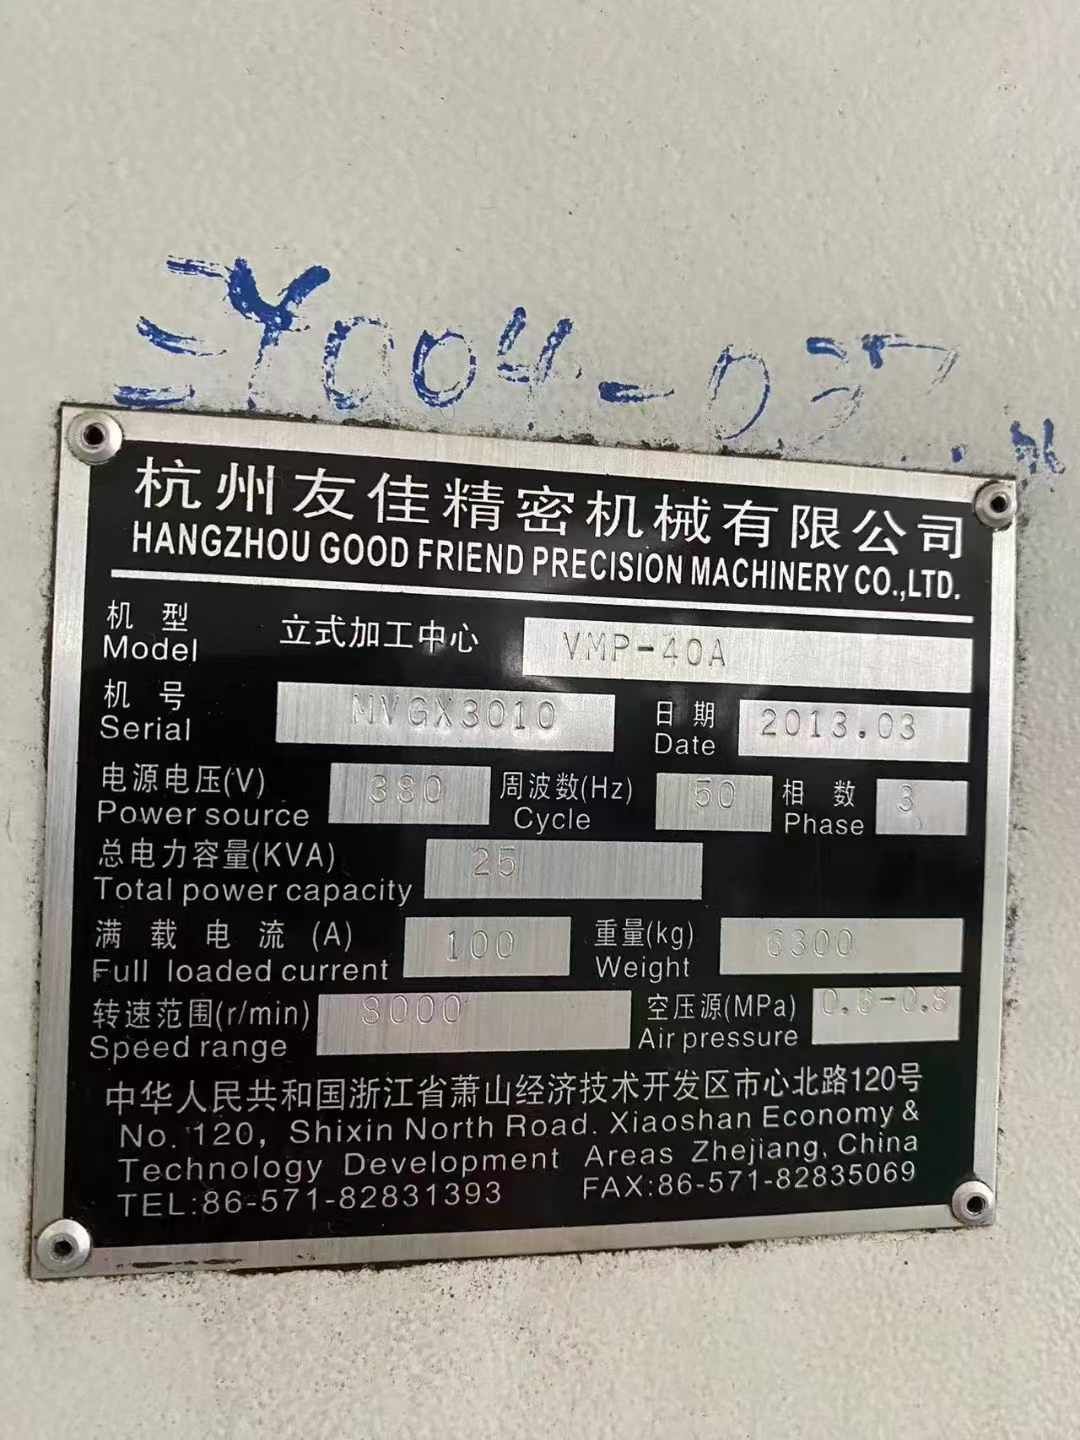 杭州友佳精密机械有限公司
HANGZHOU GOOD FRIEND PRECISION MACHINERY CO.,LTD.
机 型 立式加工中心 VMP-40A
Model
机 号 MVGX3010 日 期 2013.03
Serial Date
电源电压(V) 380 周波数(Hz) 50 相 数 3
Power source Cycle Phase
总电力容量(KVA) 25
Total power capacity
满 载 电 流 (A) 100 重量(kg) 6300
Full loaded current Weight
转速范围(r/min) 8000 空压源(MPa) 0.6-0.8
Speed range Air pressure
中华人民共和国浙江省萧山经济技术开发区市心北路120号
No. 120, Shixin North Road. Xiaoshan Economy &
Technology Development Areas Zhejiang, China
TEL:86-571-82831393 FAX:86-571-82835069